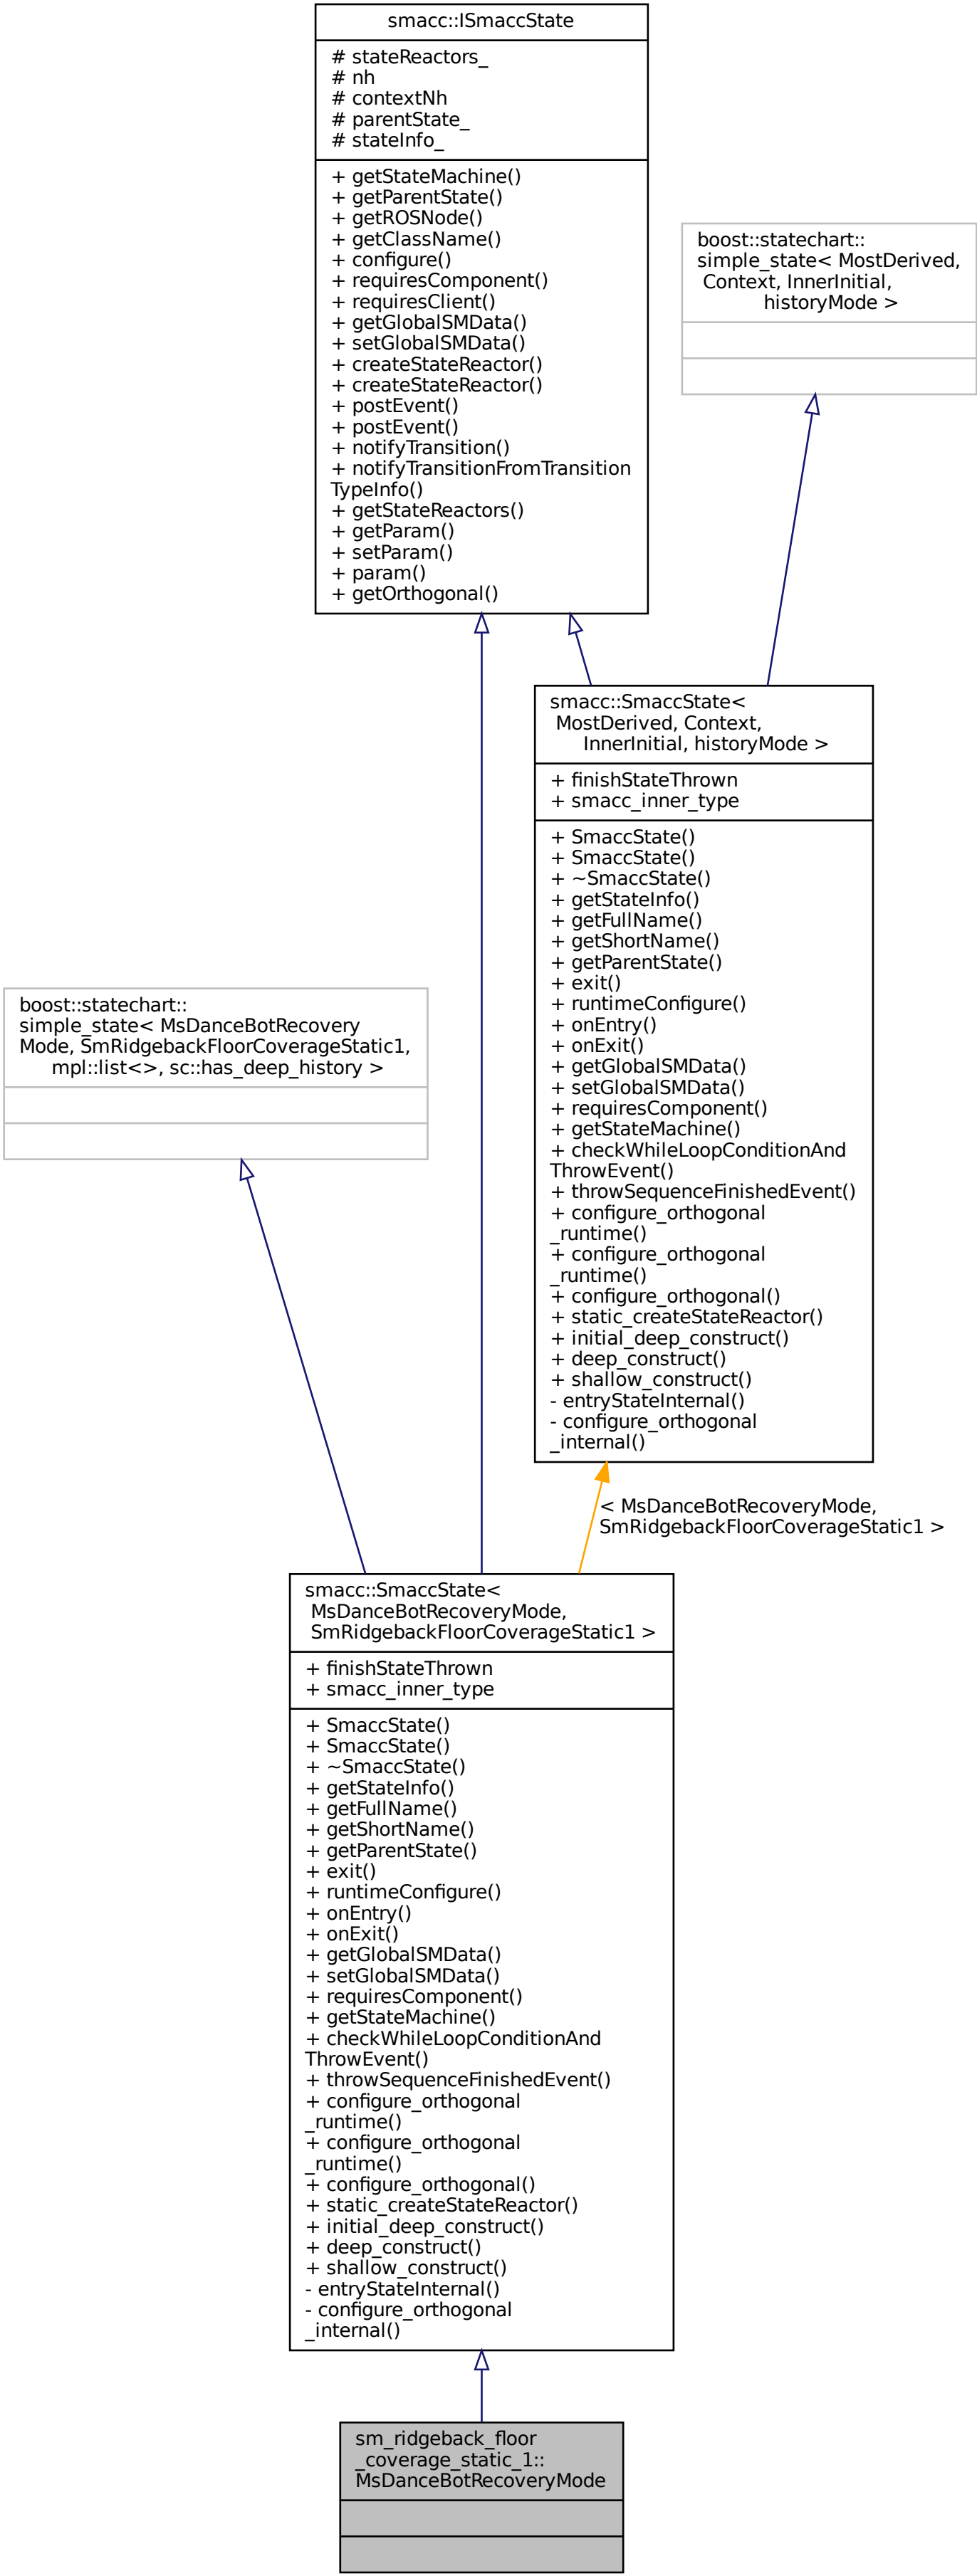 smacc::ISmaccState
# stateReactors_
# nh
# contextNh
# parentState_
# stateInfo_
+ getStateMachine()
+ getParentState()
+ getROSNode()
+ getClassName()
+ configure()
+ requiresComponent()
+ requiresClient()
+ getGlobalSMData()
+ setGlobalSMData()
+ createStateReactor()
+ createStateReactor()
+ postEvent()
+ postEvent()
+ notifyTransition()
+ notifyTransitionFromTransition
TypeInfo()
+ getStateReactors()
+ getParam()
+ setParam()
+ param()
+ getOrthogonal()
boost::statechart::
simple_state< MostDerived,
Context, InnerInitial,
historyMode >
smacc::SmaccState<
MostDerived, Context,
InnerInitial, historyMode >
+ finishStateThrown
+ smacc_inner_type
+ SmaccState()
+ SmaccState()
+ ~SmaccState()
+ getStateInfo()
+ getFullName()
+ getShortName()
+ getParentState()
+ exit()
+ runtimeConfigure()
+ onEntry()
+ onExit()
+ getGlobalSMData()
+ setGlobalSMData()
+ requiresComponent()
+ getStateMachine()
+ checkWhileLoopConditionAnd
ThrowEvent()
+ throwSequenceFinishedEvent()
+ configure_orthogonal
_runtime()
+ configure_orthogonal
_runtime()
+ configure_orthogonal()
+ static_createStateReactor()
+ initial_deep_construct()
+ deep_construct()
+ shallow_construct()
- entryStateInternal()
- configure_orthogonal
_internal()
boost::statechart::
simple_state< MsDanceBotRecovery
Mode, SmRidgebackFloorCoverageStatic1,
mpl::list<>, sc::has_deep_history >
< MsDanceBotRecoveryMode,
SmRidgebackFloorCoverageStatic1 >
smacc::SmaccState<
MsDanceBotRecoveryMode,
SmRidgebackFloorCoverageStatic1 >
+ finishStateThrown
+ smacc_inner_type
+ SmaccState()
+ SmaccState()
+ ~SmaccState()
+ getStateInfo()
+ getFullName()
+ getShortName()
+ getParentState()
+ exit()
+ runtimeConfigure()
+ onEntry()
+ onExit()
+ getGlobalSMData()
+ setGlobalSMData()
+ requiresComponent()
+ getStateMachine()
+ checkWhileLoopConditionAnd
ThrowEvent()
+ throwSequenceFinishedEvent()
+ configure_orthogonal
_runtime()
+ configure_orthogonal
_runtime()
+ configure_orthogonal()
+ static_createStateReactor()
+ initial_deep_construct()
+ deep_construct()
+ shallow_construct()
- entryStateInternal()
- configure_orthogonal
_internal()
sm_ridgeback_floor
_coverage_static_1::
MsDanceBotRecoveryMode